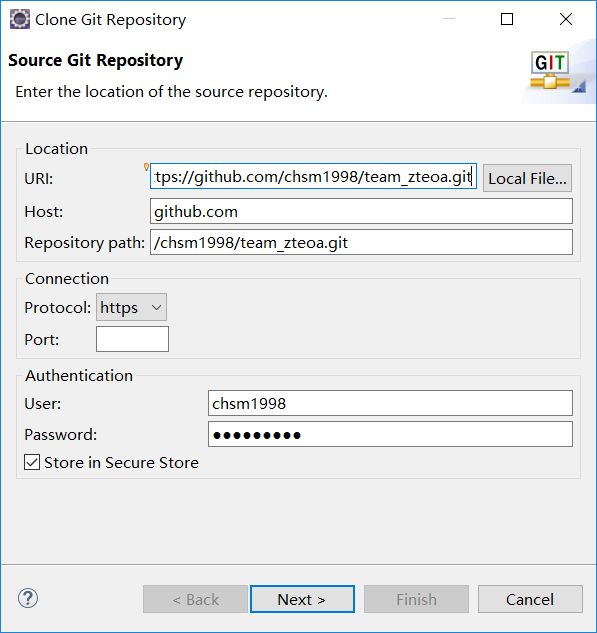 Clone Git Repository
Source Git Repository
Enter the location of the source repository.
GIT
Location
URI: tps://github.com/chsm1998/team_zteoa.git Local File...
Host: github.com
Repository path: /chsm1998/team_zteoa.git
Connection
Protocol: https
Port:
Authentication
User: chsm1998
Password: ●●●●●●●●●
Store in Secure Store
? < Back Next > Finish Cancel